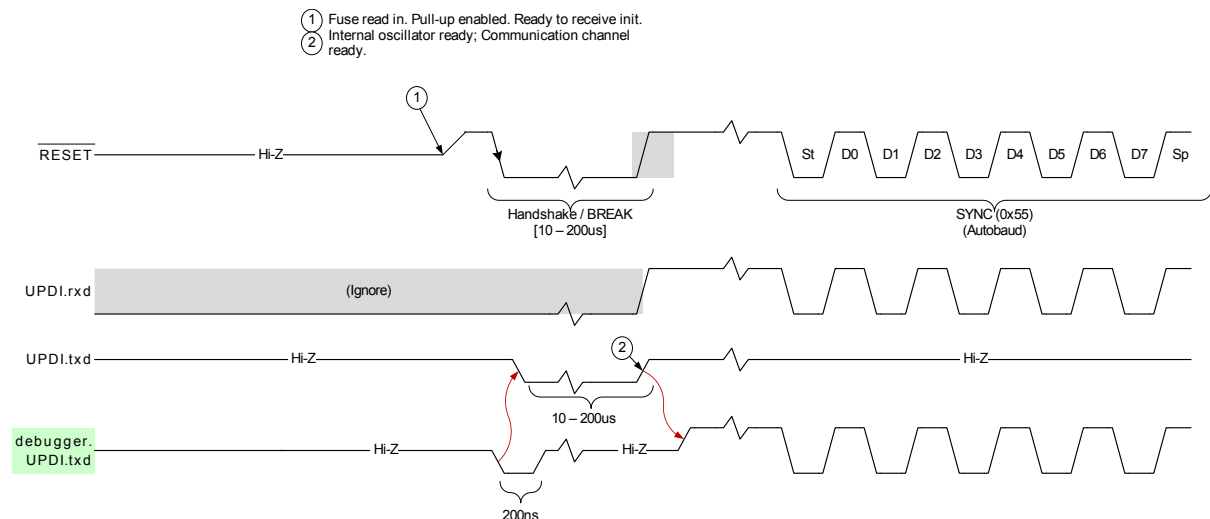 1 Fuse read in. Pull-up enabled. Ready to receive init.
2 Internal oscillator ready; Communication channel
ready.
1
RESET Hi-Z St D0 D1 D2 D3 D4 D5 D6 D7 Sp
Handshake / BREAK
[10 – 200us]
SYNC (0x55)
(Autobaud)
UPDI.rxd (Ignore)
2
UPDI.txd Hi-Z Hi-Z
10 – 200us
debugger.
UPDI.txd Hi-Z Hi-Z
200ns